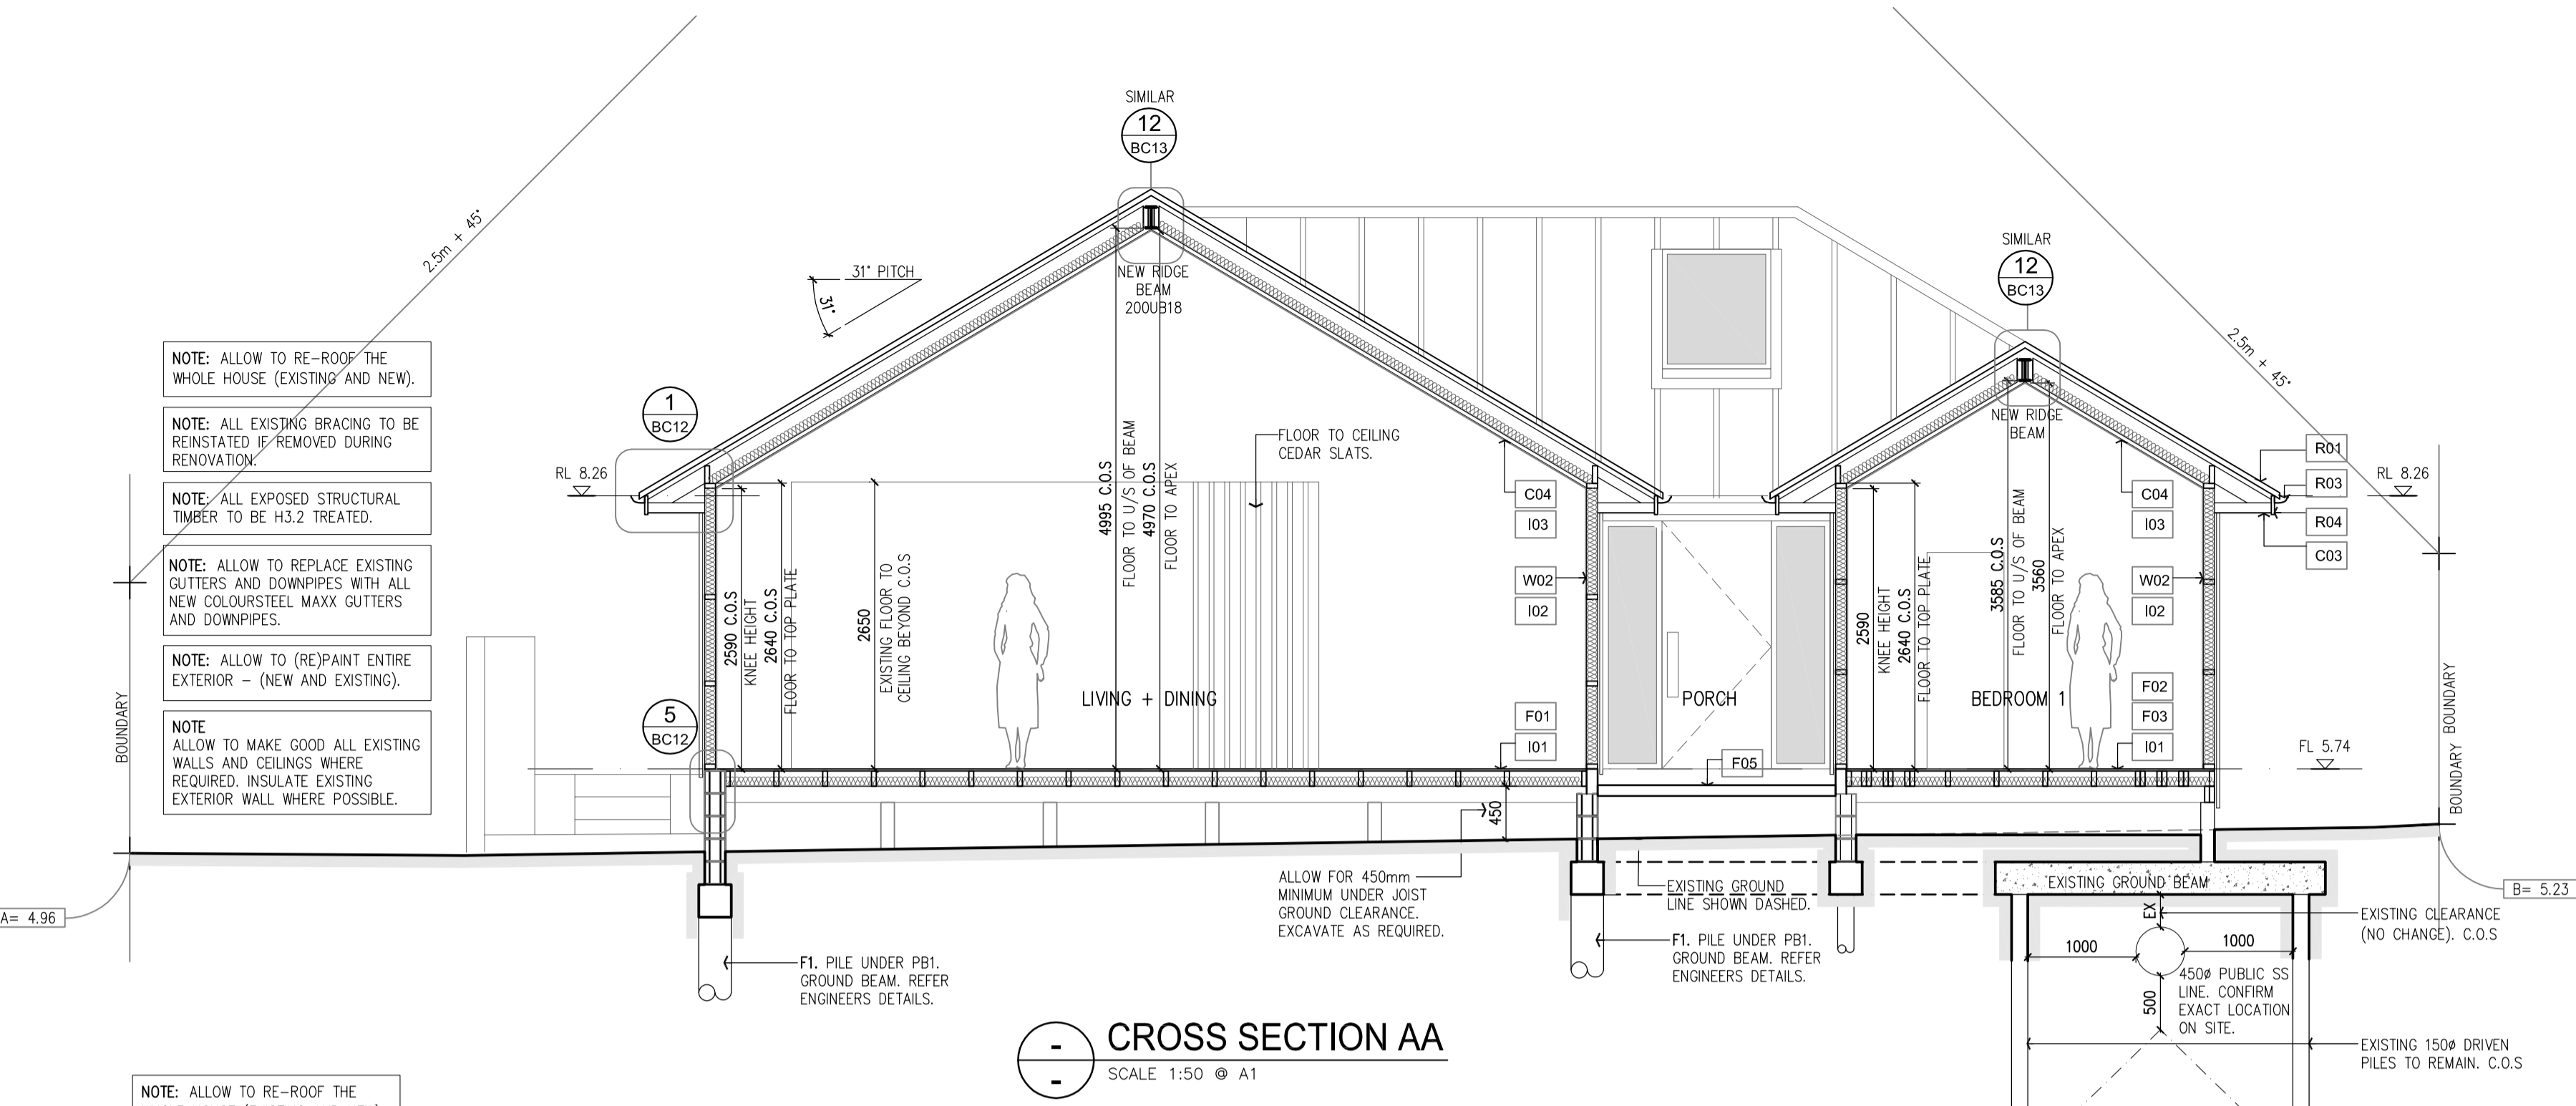 SIMILAR
12
BC13
2.5m + 45°
31° PITCH
31°
NEW RIDGE
BEAM
200UB18
SIMILAR
12
BC13
NEW RIDGE
BEAM
2.5m + 45°
NOTE: ALLOW TO RE-ROOF THE
WHOLE HOUSE (EXISTING AND NEW).
NOTE: ALL EXISTING BRACING TO BE
REINSTATED IF REMOVED DURING
RENOVATION.
NOTE: ALL EXPOSED STRUCTURAL
TIMBER TO BE H3.2 TREATED.
NOTE: ALLOW TO REPLACE EXISTING
GUTTERS AND DOWNPIPES WITH ALL
NEW COLOURSTEEL MAXX GUTTERS
AND DOWNPIPES.
NOTE: ALLOW TO (RE)PAINT ENTIRE
EXTERIOR - (NEW AND EXISTING).
NOTE
ALLOW TO MAKE GOOD ALL EXISTING
WALLS AND CEILINGS WHERE
REQUIRED. INSULATE EXISTING
EXTERIOR WALL WHERE POSSIBLE.
BOUNDARY
A= 4.96
1
BC12
RL 8.26
5
BC12
2590 C.O.S
KNEE HEIGHT
2640 C.O.S
FLOOR TO TOP PLATE
2650
EXISTING FLOOR TO
CEILING BEYOND C.O.S
4995 C.O.S
FLOOR TO U/S OF BEAM
4970 C.O.S
FLOOR TO APEX
FLOOR TO CEILING
CEDAR SLATS.
LIVING + DINING
C04
I03
W02
I02
F01
I01
PORCH
F05
2590
KNEE HEIGHT
2640 C.O.S
FLOOR TO TOP PLATE
3585 C.O.S
FLOOR TO U/S OF BEAM
3560
FLOOR TO APEX
BEDROOM 1
C04
I03
W02
I02
F02
F03
I01
R01
R03
R04
C03
RL 8.26
FL 5.74
BOUNDARY
BOUNDARY
B= 5.23
450
ALLOW FOR 450mm
MINIMUM UNDER JOIST
GROUND CLEARANCE.
EXCAVATE AS REQUIRED.
EXISTING GROUND
LINE SHOWN DASHED.
F1. PILE UNDER PB1.
GROUND BEAM. REFER
ENGINEERS DETAILS.
F1. PILE UNDER PB1.
GROUND BEAM. REFER
ENGINEERS DETAILS.
EXISTING GROUND BEAM
EX
1000
1000
500
450ø PUBLIC SS
LINE. CONFIRM
EXACT LOCATION
ON SITE.
EXISTING CLEARANCE
(NO CHANGE). C.O.S
EXISTING 150ø DRIVEN
PILES TO REMAIN. C.O.S
-
-
CROSS SECTION AA
SCALE 1:50 @ A1
NOTE: ALLOW TO RE-ROOF THE